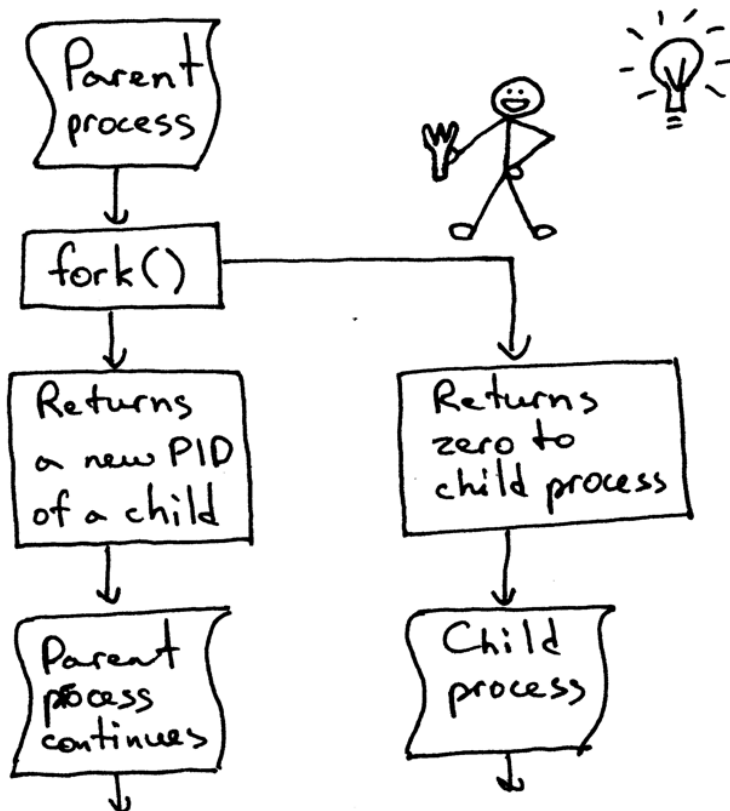 Parent
process
fork()
Returns
a new PID
of a child
Returns
zero to
child process
Parent
process
continues
Child
process